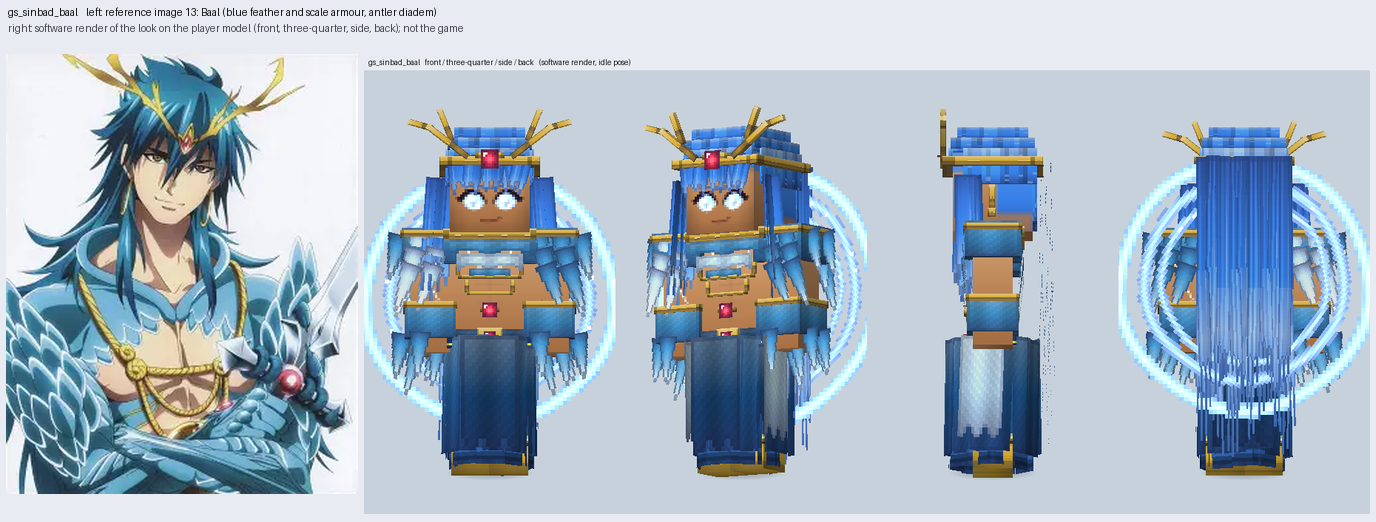 gs_sinbad_baal left: reference image 13: Baal (blue feather and scale armour, antler diadem)
right: software render of the look on the player model (front, three-quarter, side, back); not the game
gs_sinbad_baal front / three-quarter / side / back (software render, idle pose)